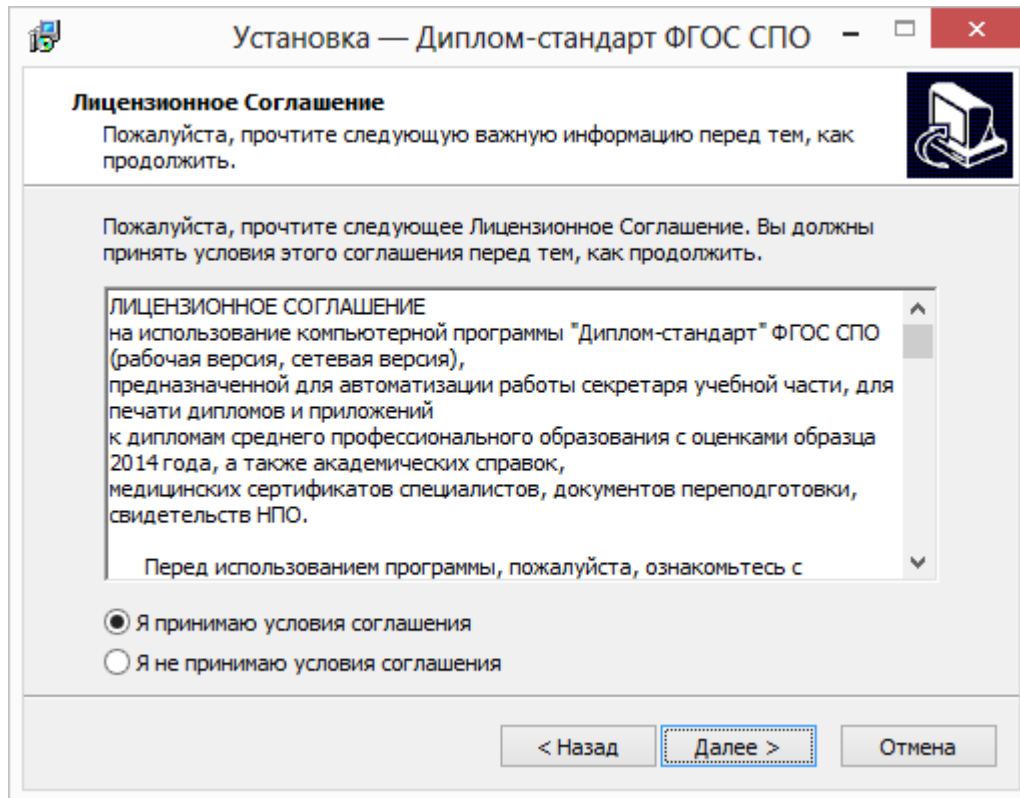 Установка — Диплом-стандарт ФГОС СПО
Лицензионное Соглашение
Пожалуйста, прочтите следующую важную информацию перед тем, как
продолжить.
Пожалуйста, прочтите следующее Лицензионное Соглашение. Вы должны
принять условия этого соглашения перед тем, как продолжить.
ЛИЦЕНЗИОННОЕ СОГЛАШЕНИЕ
на использование компьютерной программы "Диплом-стандарт" ФГОС СПО
(рабочая версия, сетевая версия),
предназначенной для автоматизации работы секретаря учебной части, для
печати дипломов и приложений
к дипломам среднего профессионального образования с оценками образца
2014 года, а также академических справок,
медицинских сертификатов специалистов, документов переподготовки,
свидетельств НПО.
Перед использованием программы, пожалуйста, ознакомьтесь с
Я принимаю условия соглашения
Я не принимаю условия соглашения
< Назад
Далее >
Отмена